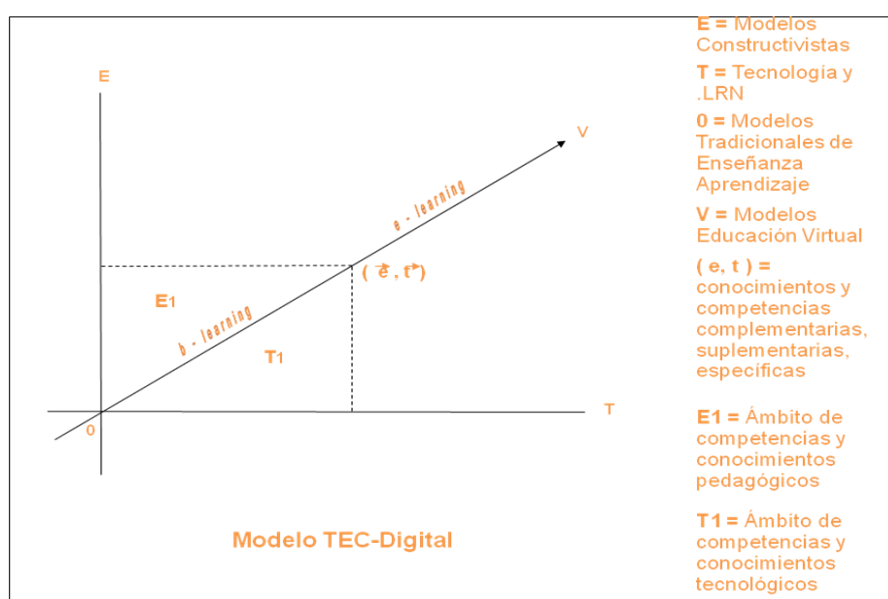 E
V
e - learning
( e , t )
E1
b - learning
T1
T
0
Modelo TEC-Digital
E = Modelos
Constructivistas
T = Tecnología y
.LRN
0 = Modelos
Tradicionales de
Enseñanza
Aprendizaje
V = Modelos
Educación Virtual
( e, t ) =
conocimientos y
competencias
complementarias,
suplementarias,
específicas
E1 = Ámbito de
competencias y
conocimientos
pedagógicos
T1 = Ámbito de
competencias y
conocimientos
tecnológicos